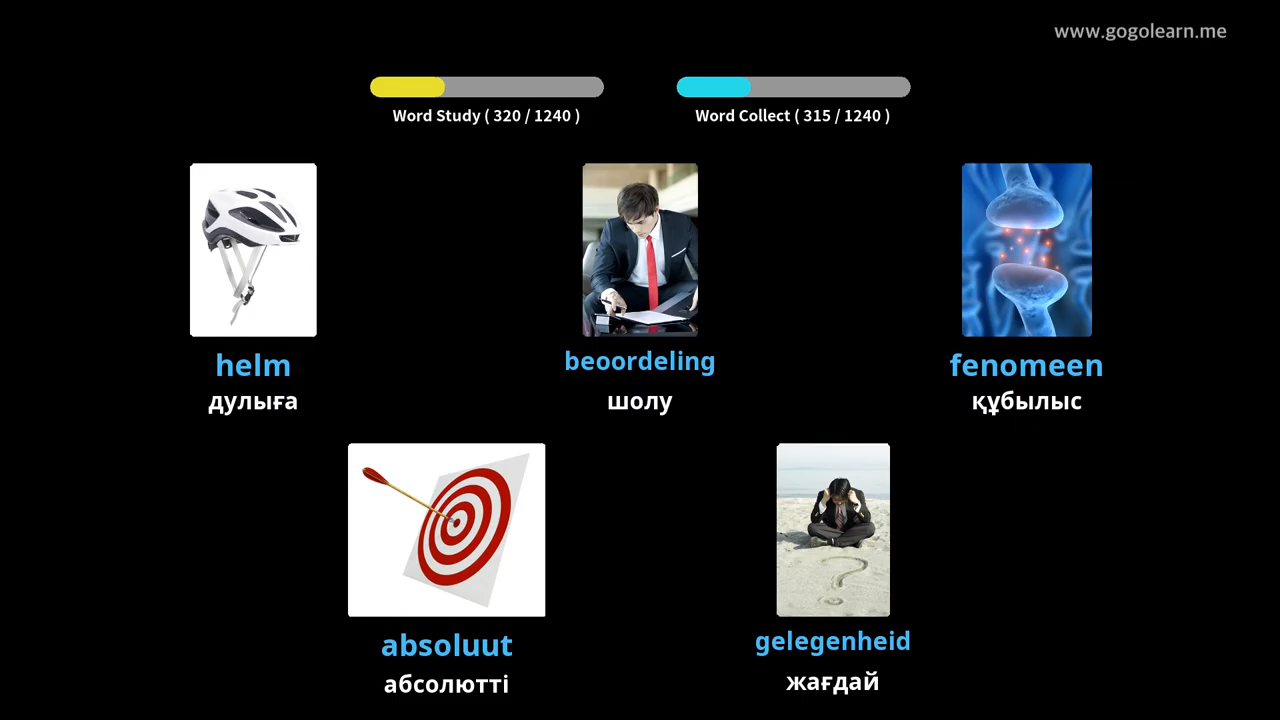 www.gogolearn.me
Word Study ( 320 / 1240 )
Word Collect ( 315 / 1240 )
helm
дулыға
beoordeling
шолу
fenomeen
құбылыс
absoluut
абсолютті
gelegenheid
жағдай